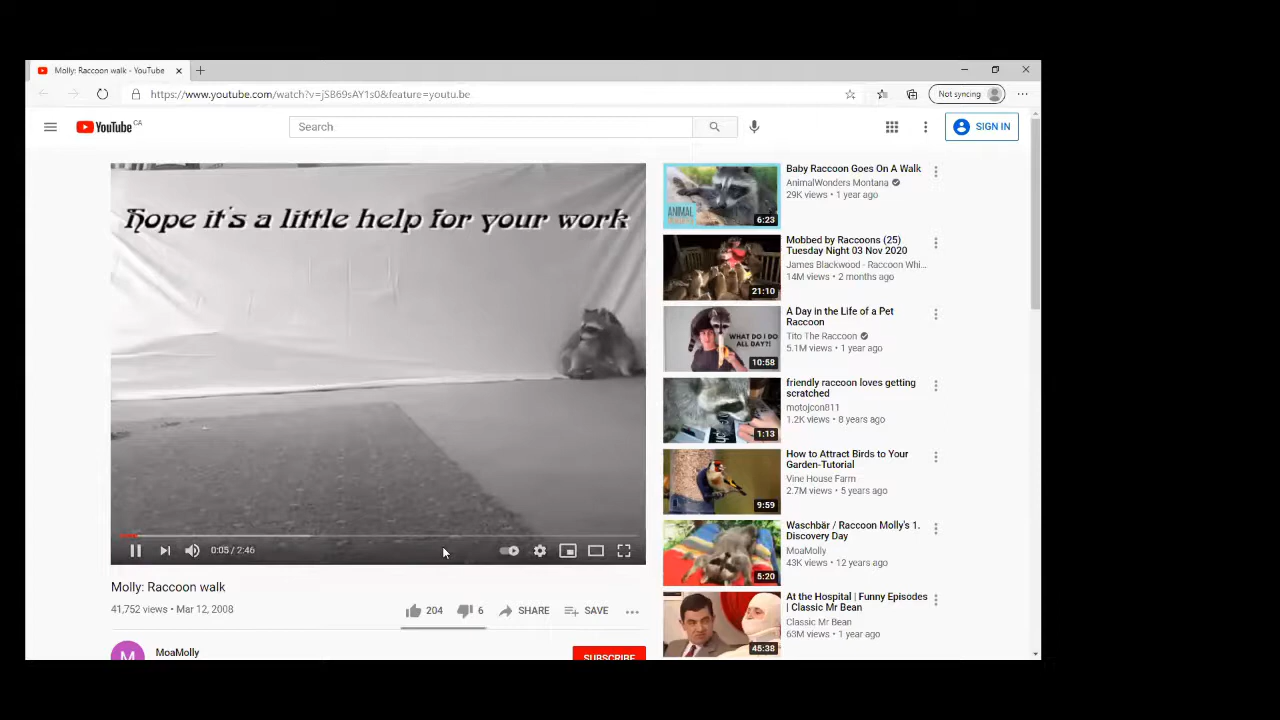 Molly: Raccoon walk - YouTube
https://www.youtube.com/watch?v=jSB69sAY1s0&feature=youtu.be
Not syncing
YouTube CA
Search
SIGN IN
Hope it's a little help for your work
0:05 / 2:46
Molly: Raccoon walk
41,752 views • Mar 12, 2008
204
6
SHARE
SAVE
M
MoaMolly
SUBSCRIBE
ANIMAL
6:23
Baby Raccoon Goes On A Walk
AnimalWonders Montana
29K views • 1 year ago
21:10
Mobbed by Raccoons (25)
Tuesday Night 03 Nov 2020
James Blackwood - Raccoon Whi...
14M views • 2 months ago
WHAT DO I DO
ALL DAY?!
10:58
A Day in the Life of a Pet
Raccoon
Tito The Raccoon
5.1M views • 1 year ago
1:13
friendly raccoon loves getting
scratched
motojcon811
1.2K views • 8 years ago
9:59
How to Attract Birds to Your
Garden-Tutorial
Vine House Farm
2.7M views • 5 years ago
5:20
Waschbär / Raccoon Molly's 1.
Discovery Day
MoaMolly
43K views • 12 years ago
45:38
At the Hospital | Funny Episodes
| Classic Mr Bean
Classic Mr Bean
63M views • 1 year ago